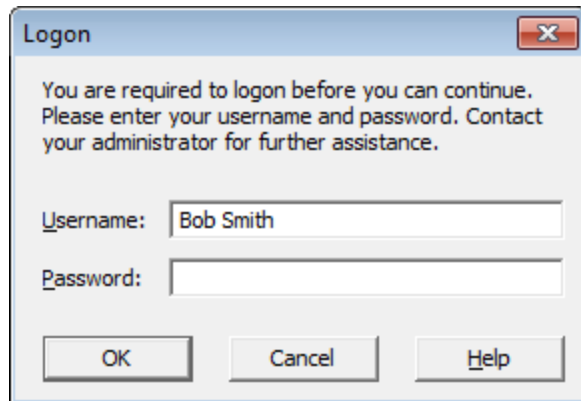 Logon
You are required to logon before you can continue.
Please enter your username and password. Contact
your administrator for further assistance.
Username: Bob Smith
Password:
OK Cancel Help